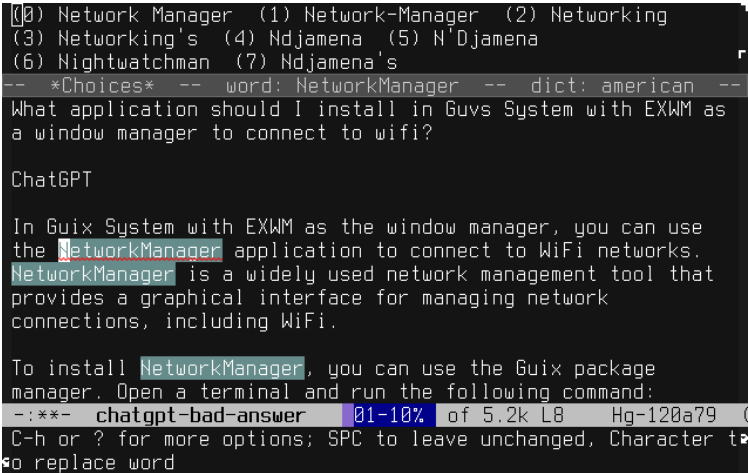 (0) Network Manager (1) Network-Manager (2) Networking
(3) Networking's (4) Ndjamena (5) N'Djamena
(6) Nightwatchman (7) Ndjamena's
-- *Choices* -- word: NetworkManager -- dict: american --
What application should I install in Guvs System with EXWM as
a window manager to connect to wifi?
ChatGPT
In Guix System with EXWM as the window manager, you can use
the NetworkManager application to connect to WiFi networks.
NetworkManager is a widely used network management tool that
provides a graphical interface for managing network
connections, including WiFi.
To install NetworkManager, you can use the Guix package
manager. Open a terminal and run the following command:
-:**- chatgpt-bad-answer 01-10% of 5.2k L8 Hg-120a79 (
C-h or ? for more options; SPC to leave unchanged, Character t
o replace word